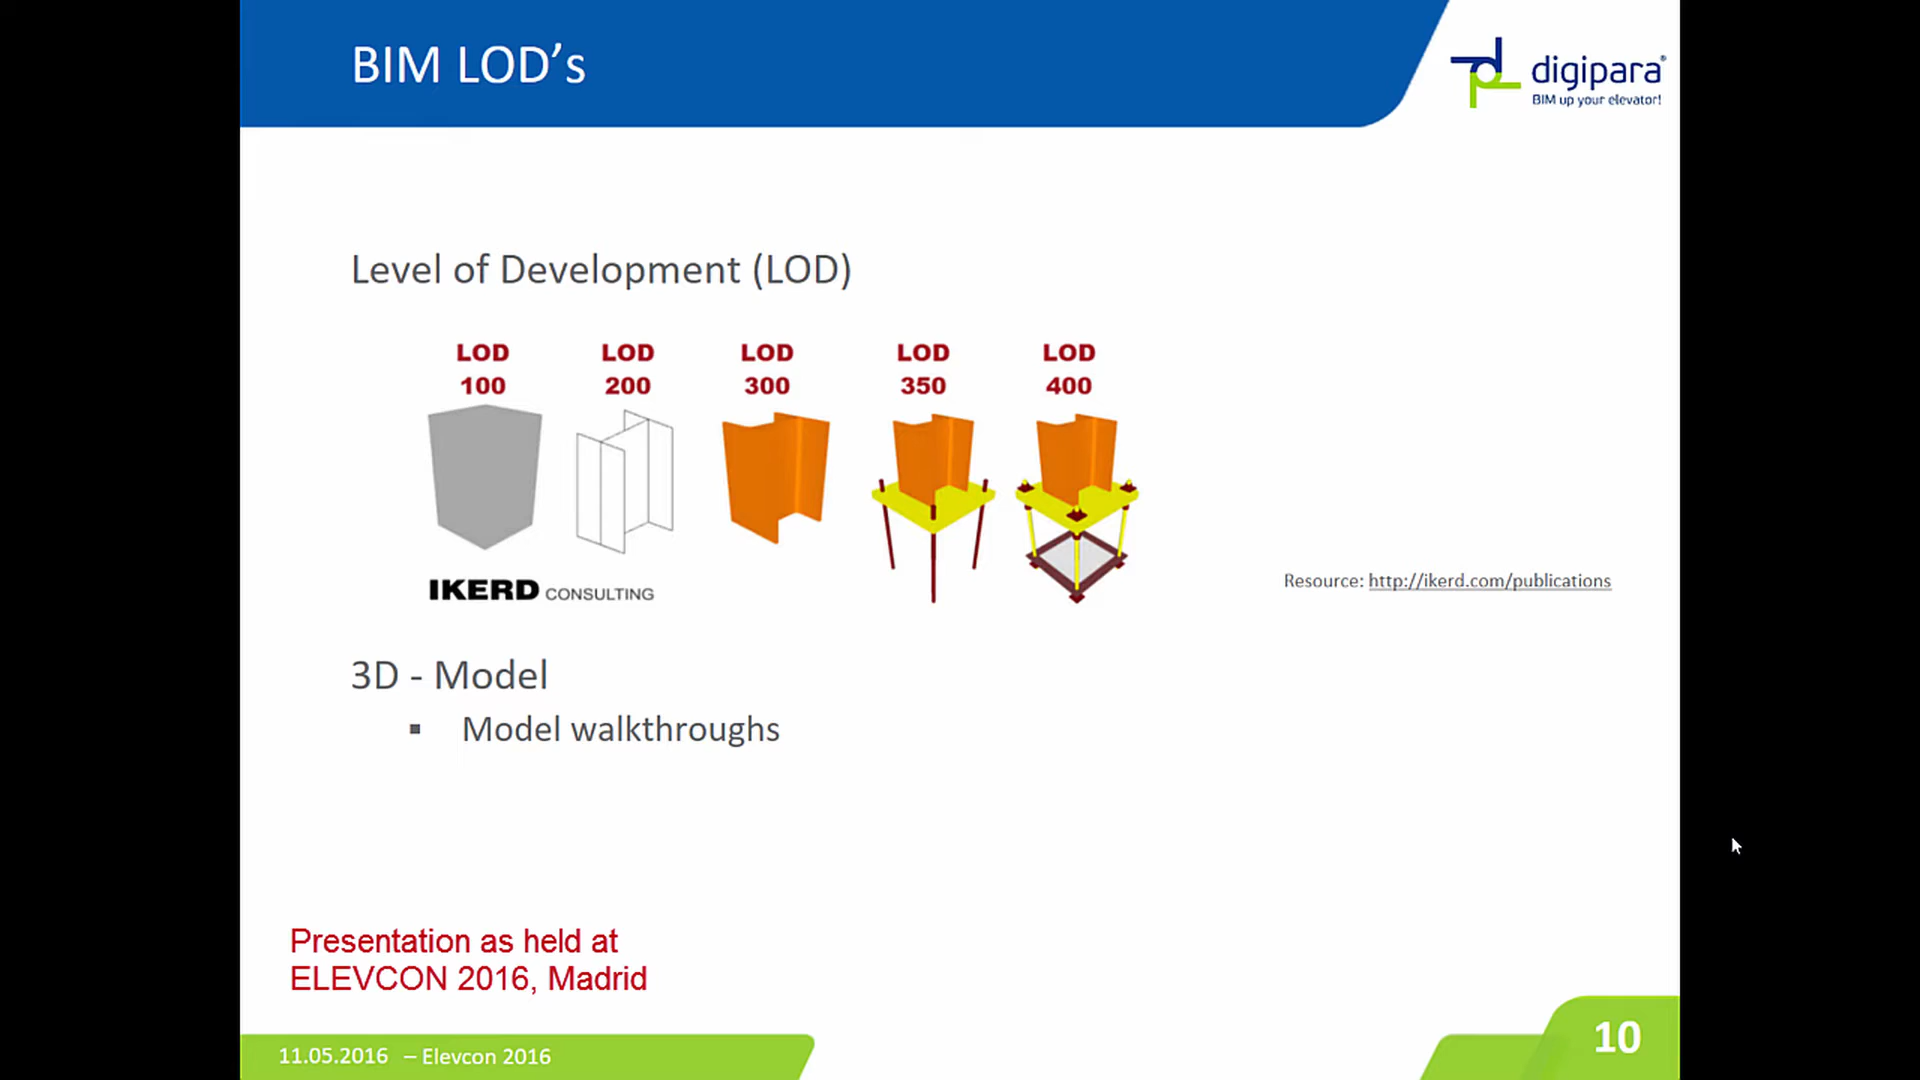 BIM LOD's
digipara®
BIM up your elevator!
Level of Development (LOD)
LOD 100
LOD 200
LOD 300
LOD 350
LOD 400
IKERD CONSULTING
Resource: http://ikerd.com/publications
3D - Model
▪ Model walkthroughs
Presentation as held at
ELEVCON 2016, Madrid
11.05.2016 – Elevcon 2016
10